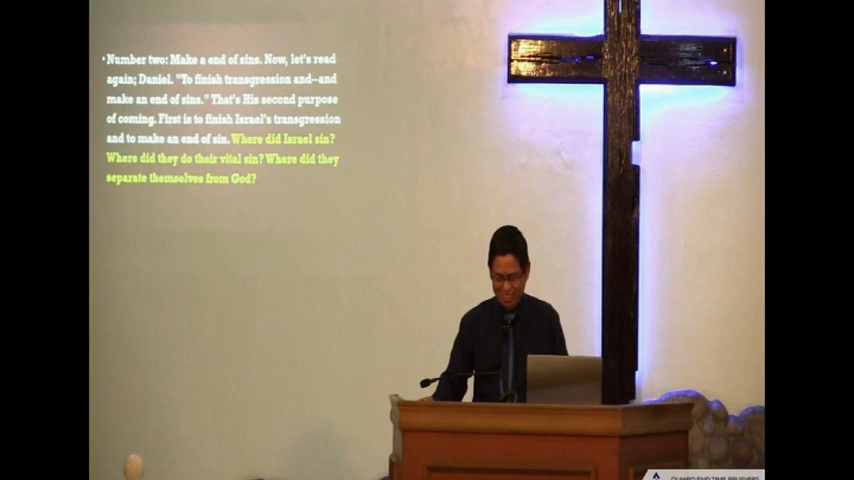 • Number two: Make a end of sins. Now, let's read
again; Daniel. "To finish transgression and--and
make an end of sins." That's His second purpose
of coming. First is to finish Israel's transgression
and to make an end of sin. Where did Israel sin?
Where did they do their vital sin? Where did they
separate themselves from God?
END TIME BELIEVERS